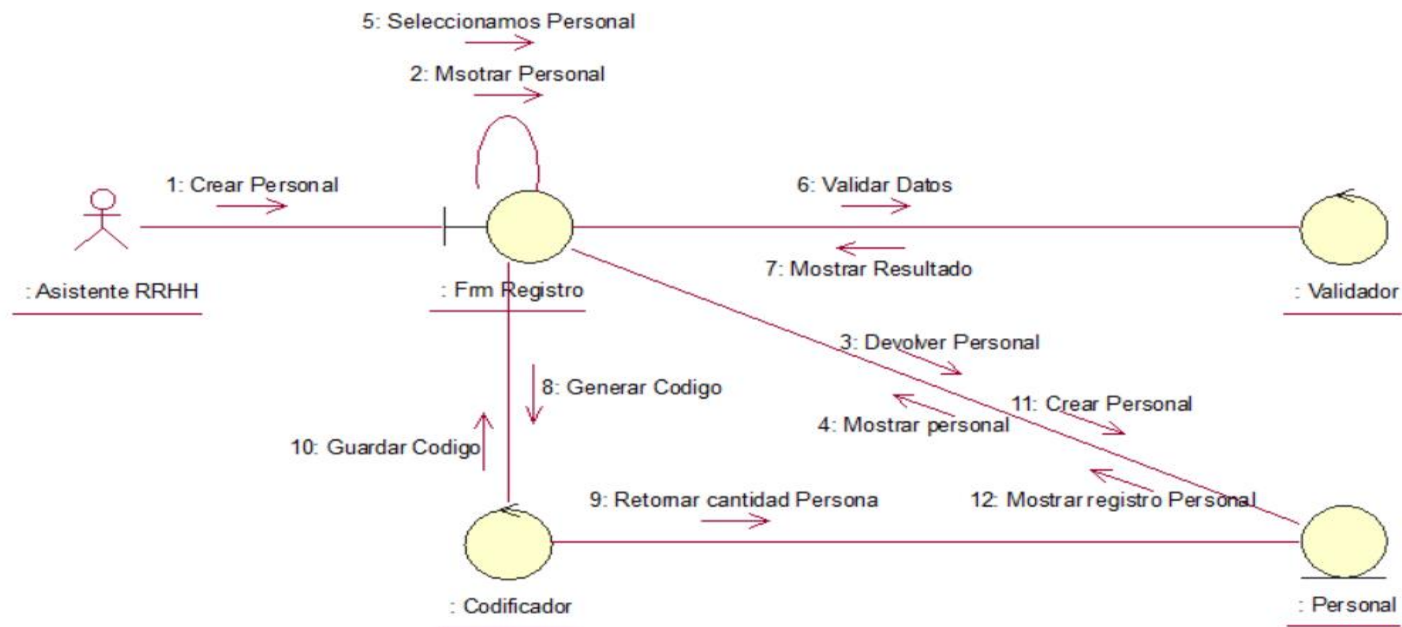 5: Seleccionamos Personal
2: Msotrar Personal
1: Crear Personal
6: Validar Datos
7: Mostrar Resultado
: Asistente RRHH
: Frm Registro
: Validador
3: Devolver Personal
8: Generar Codigo
11: Crear Personal
4: Mostrar personal
10: Guardar Codigo
9: Retornar cantidad Persona
12: Mostrar registro Personal
: Codificador
: Personal